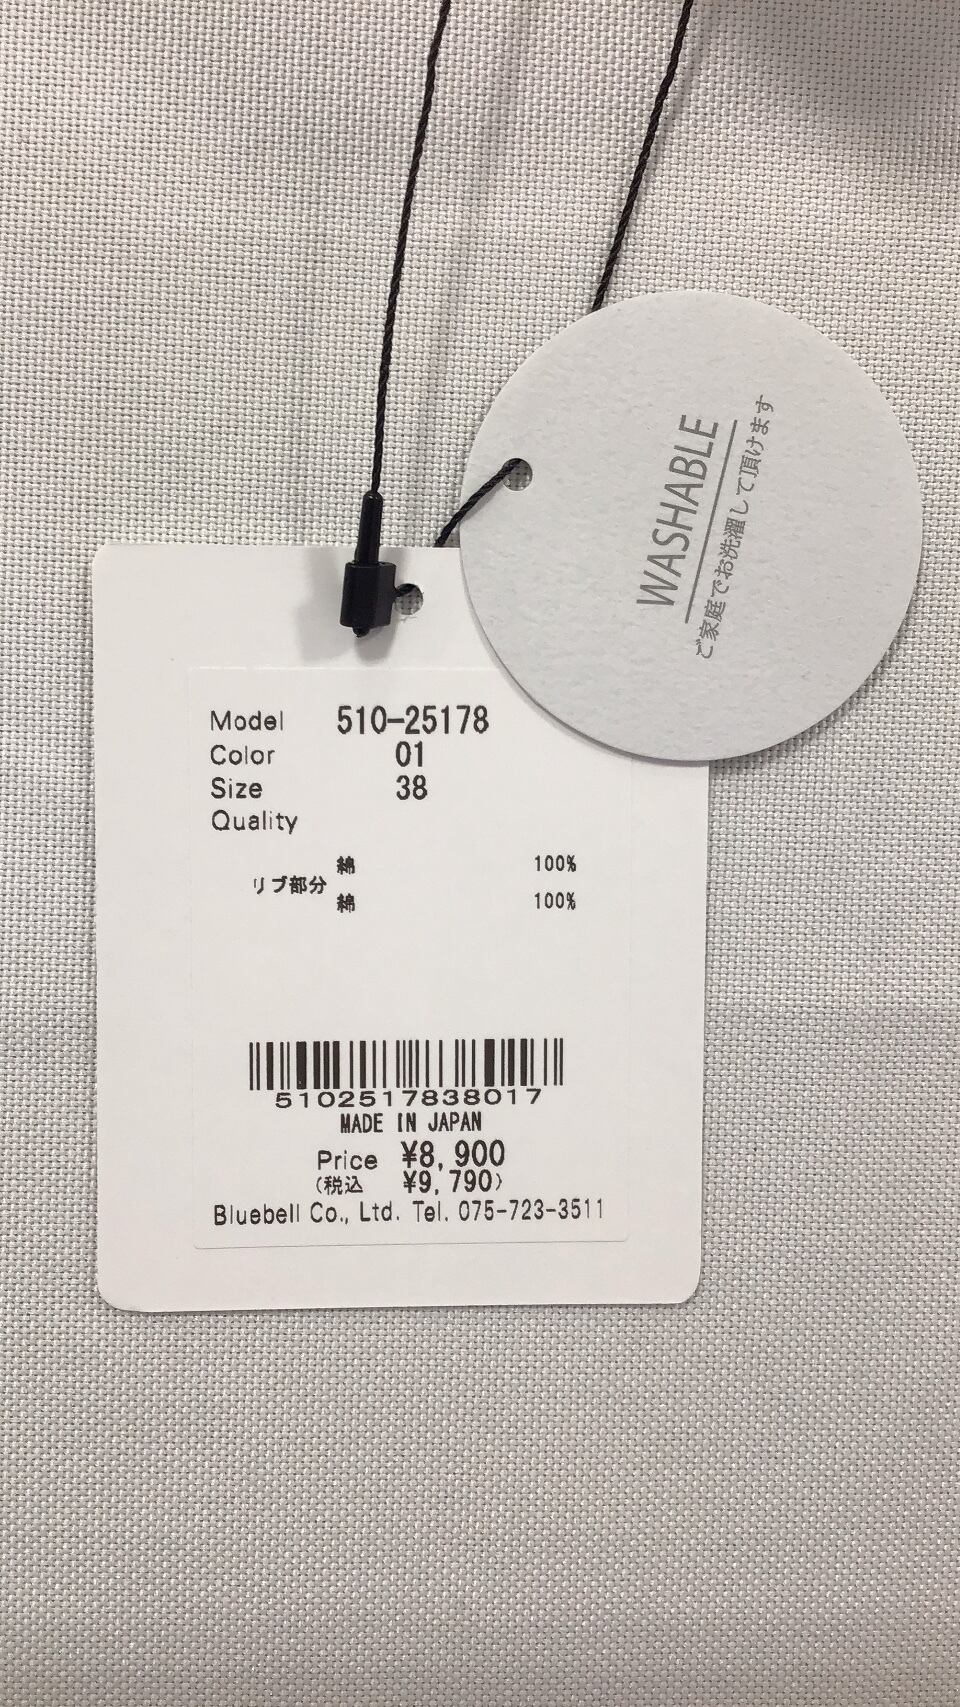 WASHABLE
ご家庭でお洗濯して頂けます
Model 510-25178
Color 01
Size 38
Quality
綿 100%
リブ部分
綿 100%
5102517838017
MADE IN JAPAN
Price ¥8,900
(税込 ¥9,790)
Bluebell Co., Ltd. Tel. 075-723-3511